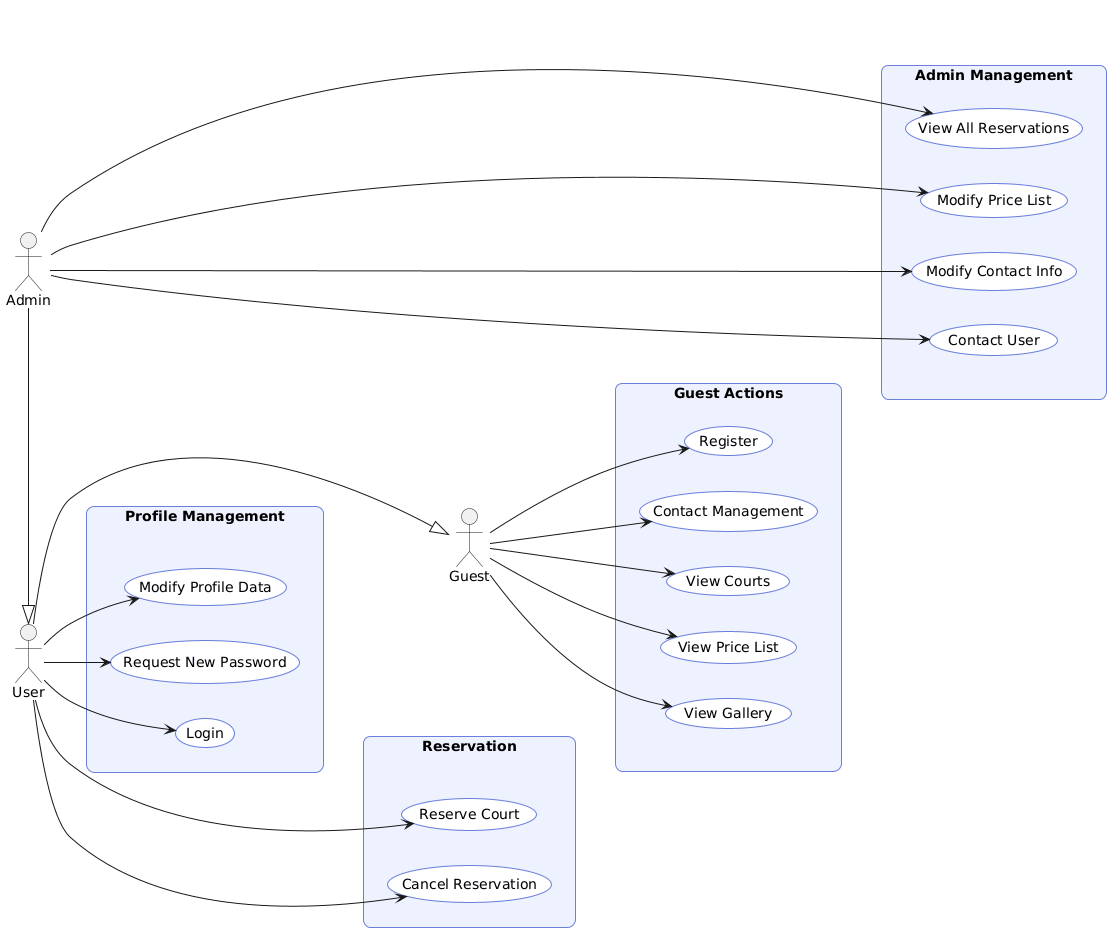 Admin Management
View All Reservations
Modify Price List
Modify Contact Info
Contact User
Admin
Guest Actions
Register
Contact Management
View Courts
View Price List
View Gallery
Guest
Profile Management
Modify Profile Data
Request New Password
Login
User
Reservation
Reserve Court
Cancel Reservation